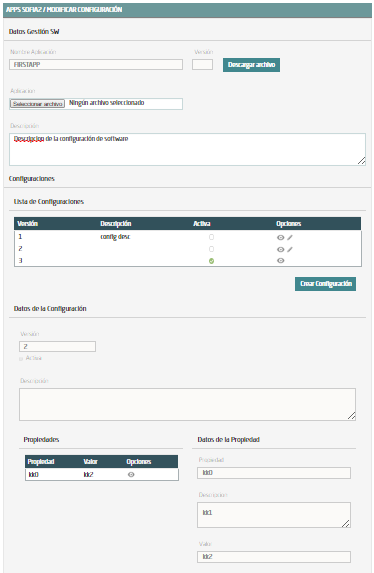 APPS SOFIA2 / MODIFICAR CONFIGURACIÓN
Datos Gestión SW
Nombre Aplicación Versión
FIRSTAPP Descargar archivo
Aplicación
Seleccionar archivo Ningún archivo seleccionado
Descripción
Descripcion de la configuración de software
Configuraciones
Lista de Configuraciones
Versión Descripción Activa Opciones
1 config desc
2
3
Crear Configuración
Datos de la Configuración
Versión
2
Activa
Descripción
Propiedades Datos de la Propiedad
Propiedad Valor Opciones Propiedad
kk0 kk2 kk0
Descripción
kk1
Valor
kk2